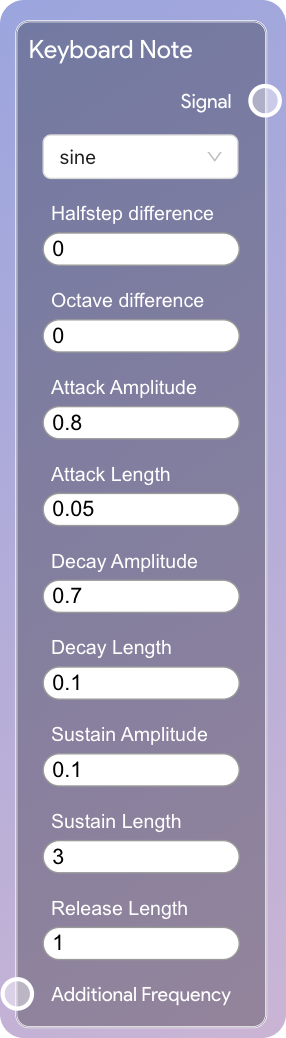 Keyboard Note
Signal
sine
Halfstep difference
0
Octave difference
0
Attack Amplitude
0.8
Attack Length
0.05
Decay Amplitude
0.7
Decay Length
0.1
Sustain Amplitude
0.1
Sustain Length
3
Release Length
1
Additional Frequency